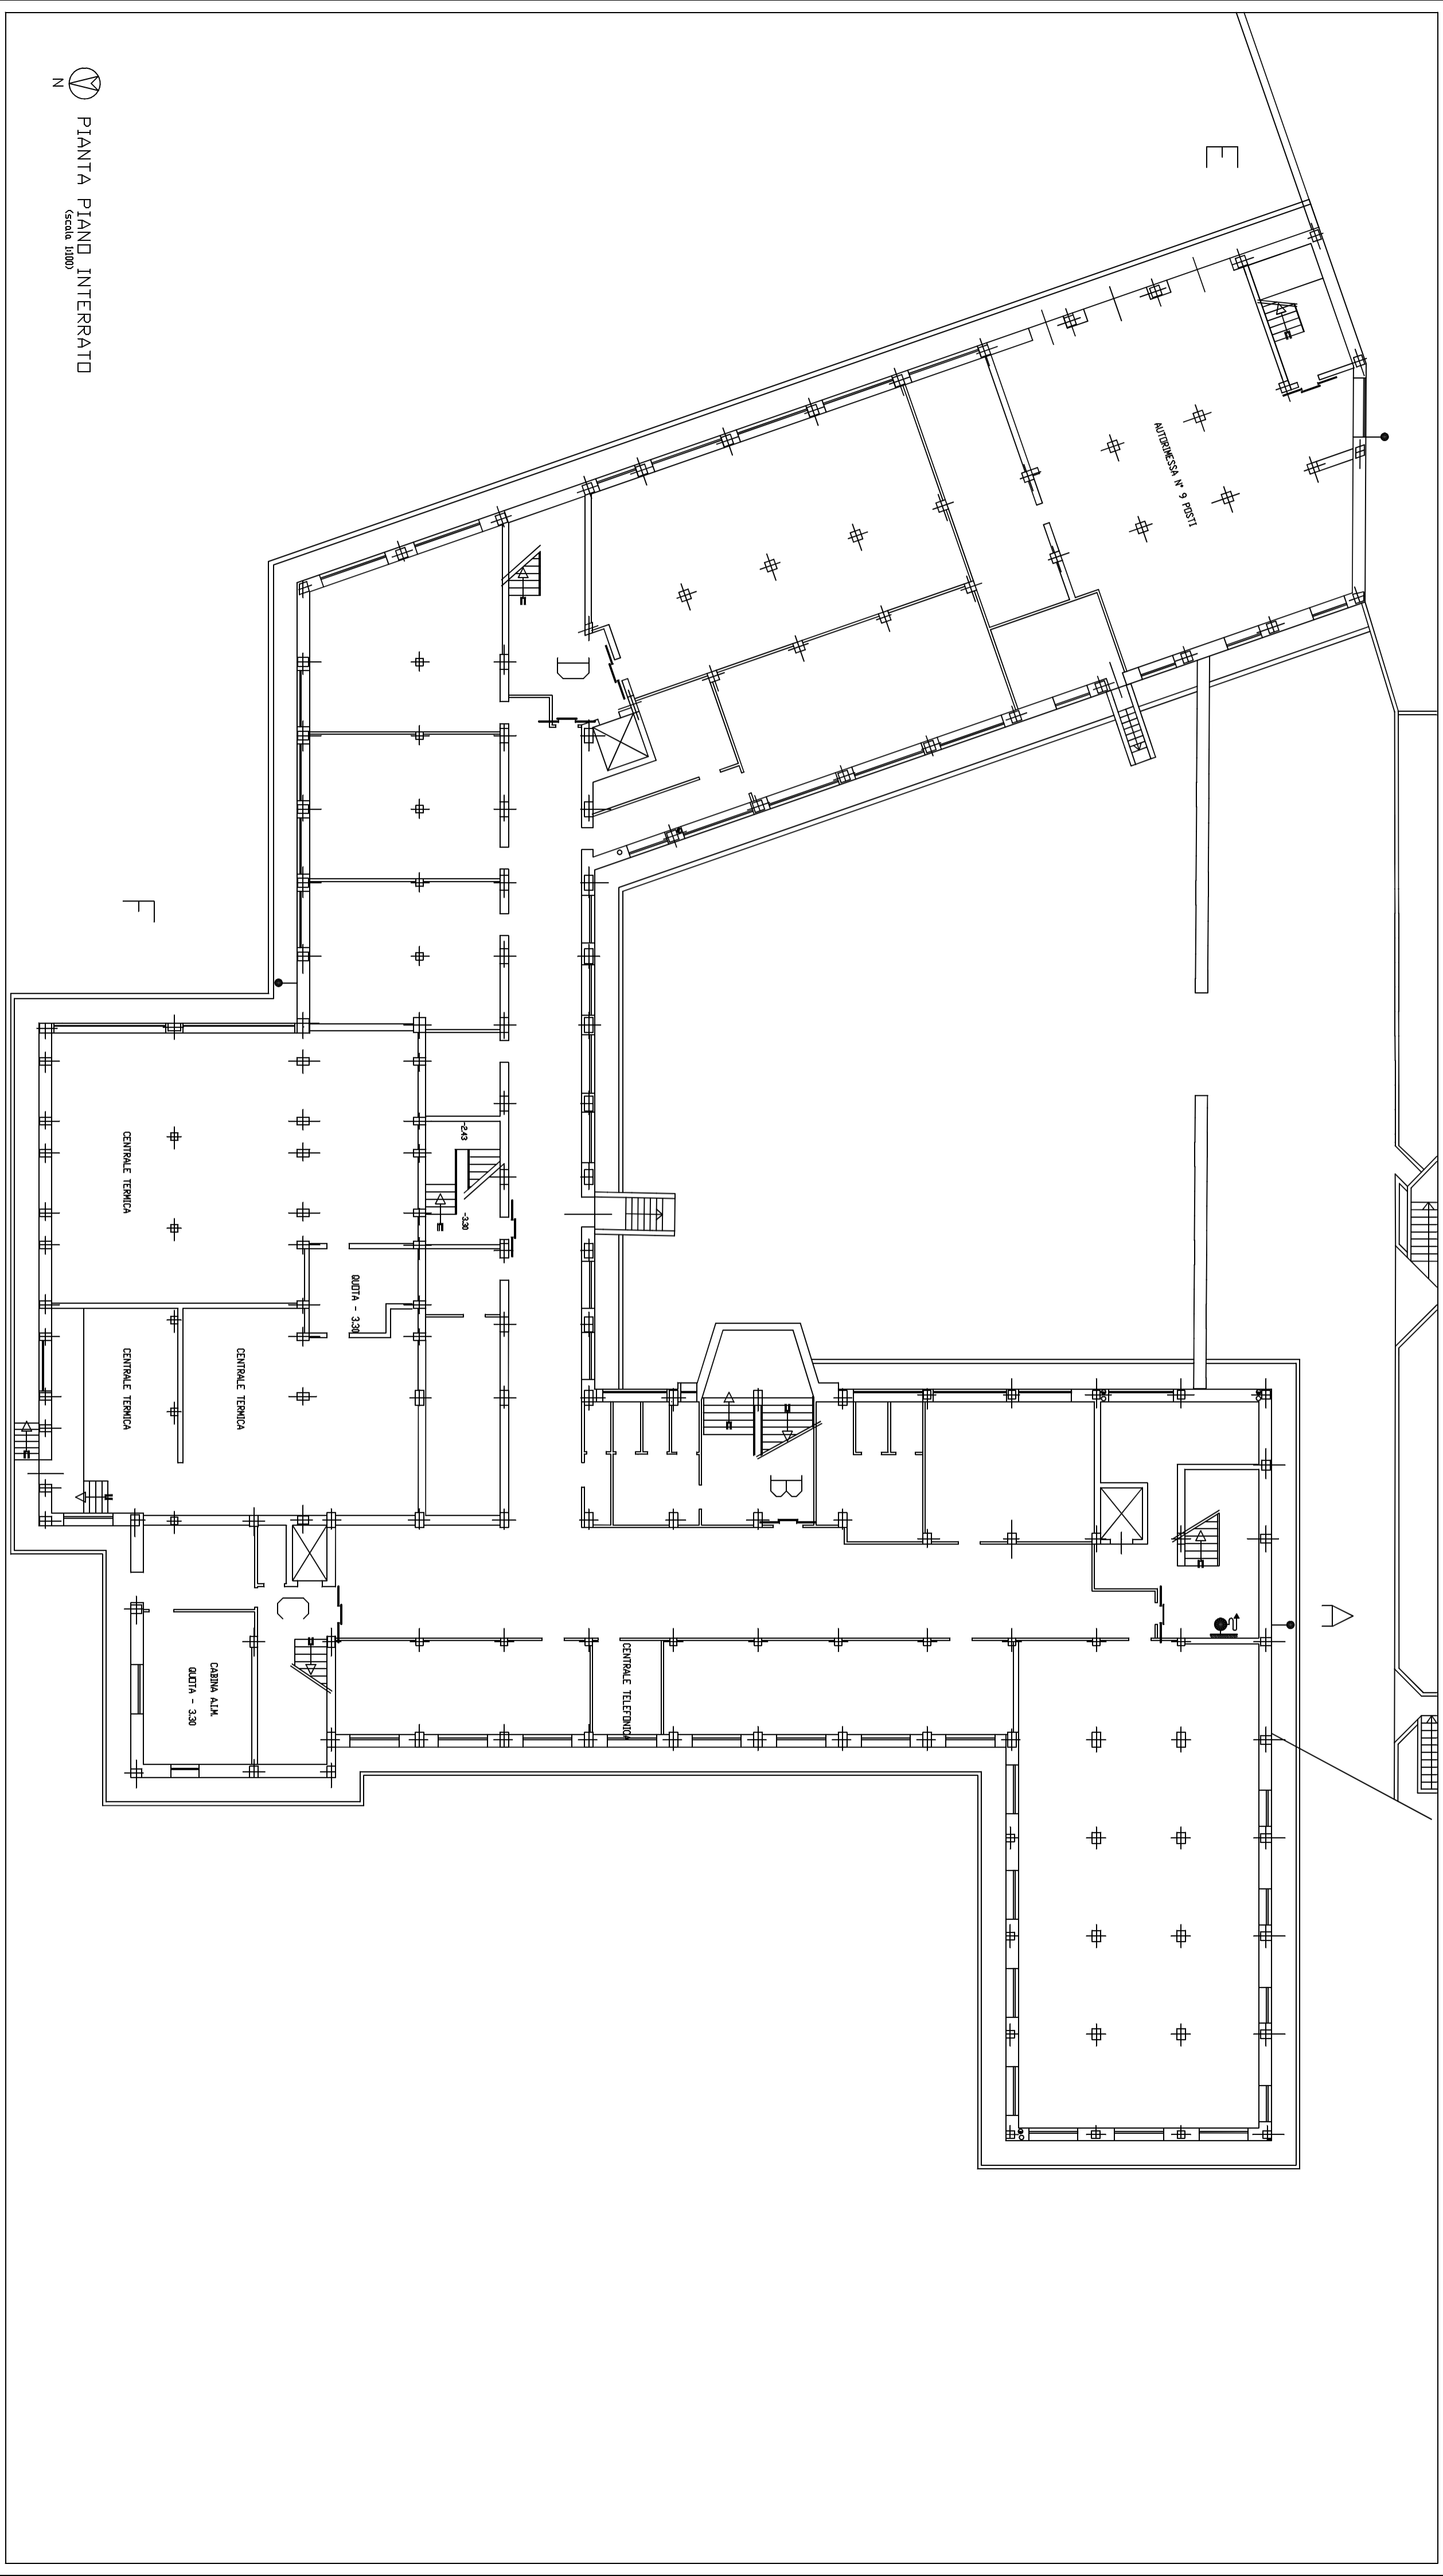 N
PIANTA PIANO INTERRATO
(scala 1:100)
E
AUTORIMESSA N° 9 POSTI
D
F
CENTRALE TERMICA
-2.43
-3.30
QUOTA - 3.30
CENTRALE TERMICA
CENTRALE TERMICA
B
A
C
CENTRALE TELEFONICA
CABINA A.I.M.
QUOTA - 3.30